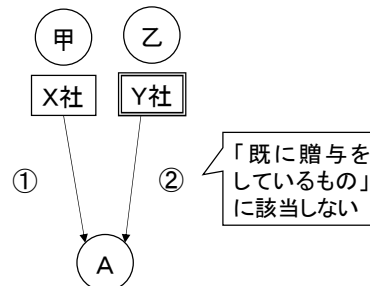 甲
乙
X社
Y社
①
②
「既に贈与を
しているもの」
に該当しない
A